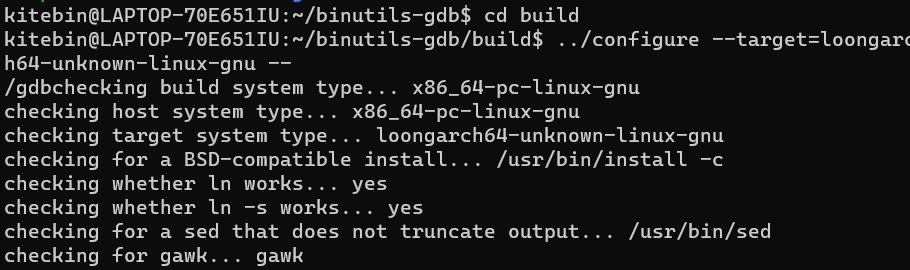 kitebin@LAPTOP-70E651IU:~/binutils-gdb$ cd build
kitebin@LAPTOP-70E651IU:~/binutils-gdb/build$ ../configure --target=loongarc
h64-unknown-linux-gnu --
/gdbchecking build system type... x86_64-pc-linux-gnu
checking host system type... x86_64-pc-linux-gnu
checking target system type... loongarch64-unknown-linux-gnu
checking for a BSD-compatible install... /usr/bin/install -c
checking whether ln works... yes
checking whether ln -s works... yes
checking for a sed that does not truncate output... /usr/bin/sed
checking for gawk... gawk